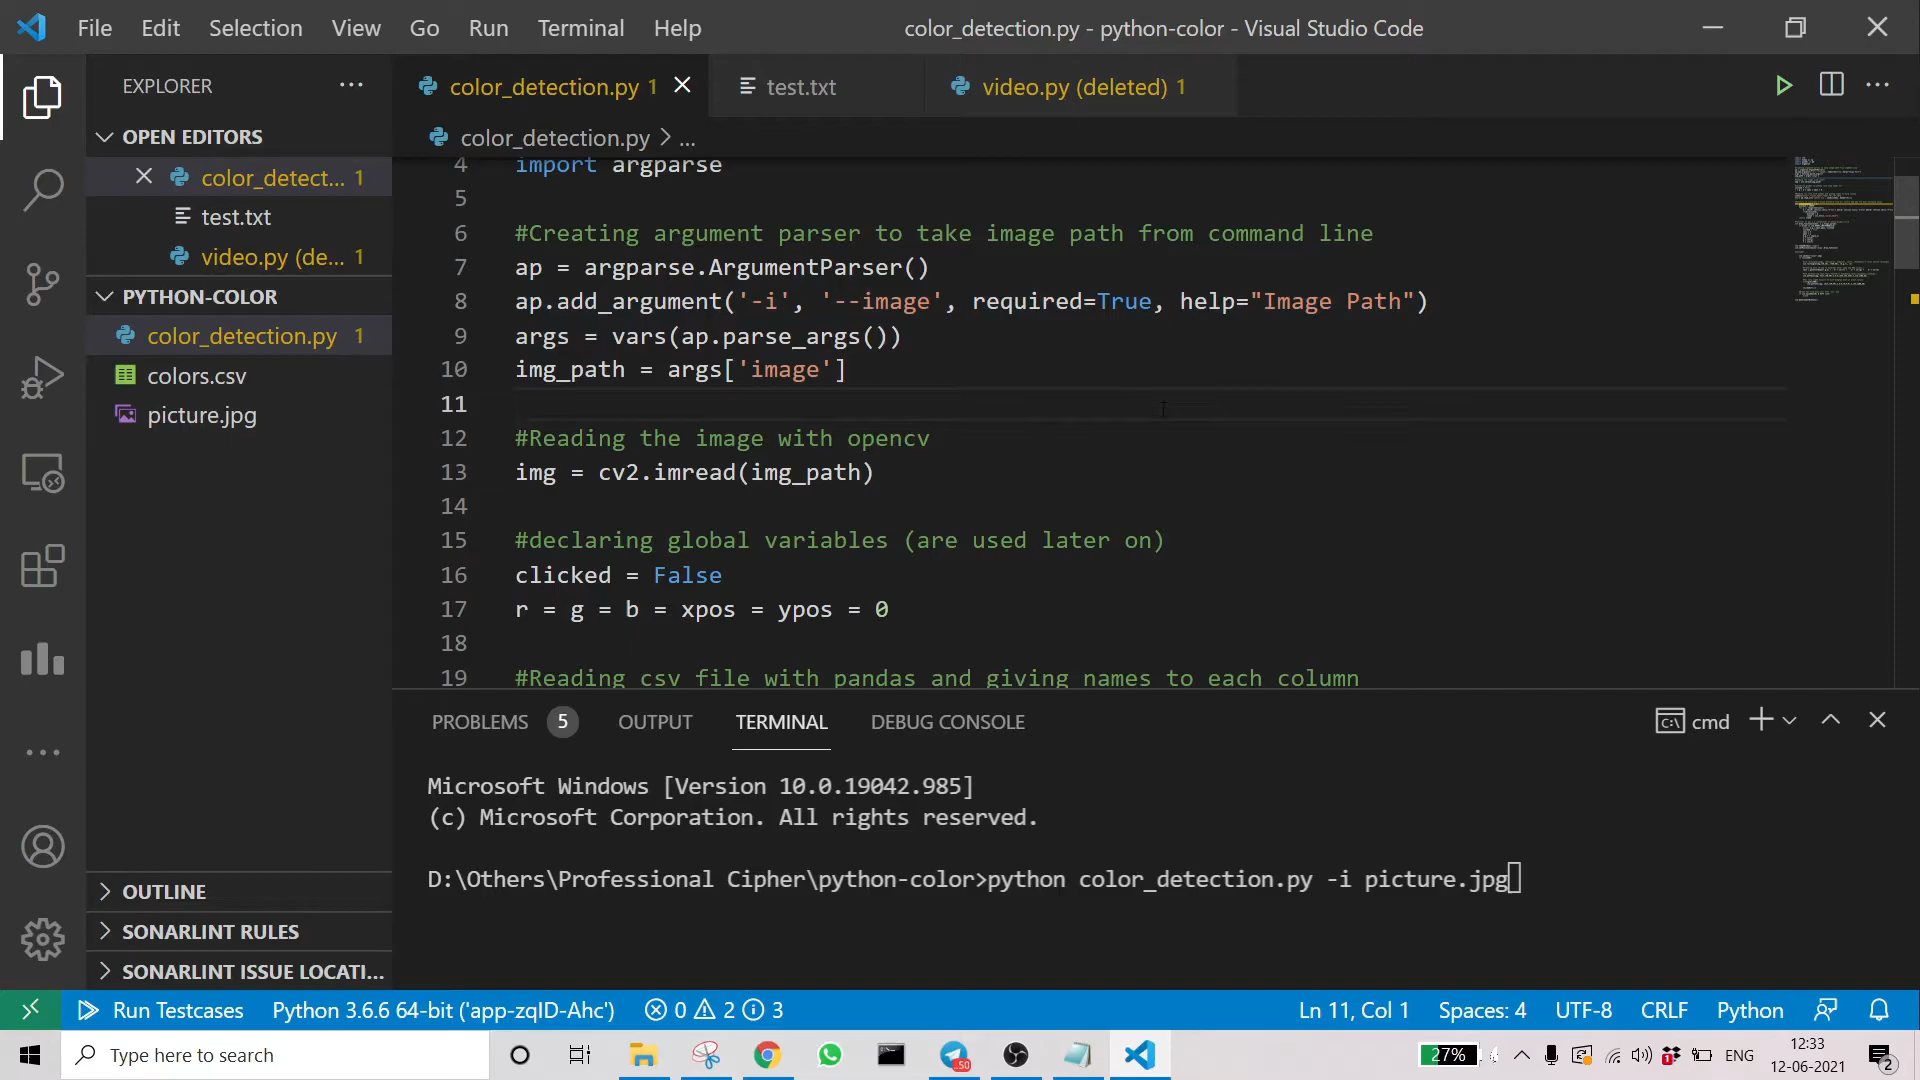 File Edit Selection View Go Run Terminal Help
color_detection.py - python-color - Visual Studio Code
EXPLORER
color_detection.py 1
test.txt
video.py (deleted) 1
OPEN EDITORS
color_detection.py > ...
color_detect... 1
test.txt
video.py (de... 1
PYTHON-COLOR
color_detection.py 1
colors.csv
picture.jpg
OUTLINE
SONARLINT RULES
SONARLINT ISSUE LOCATI...
4 import argparse
5
6 #Creating argument parser to take image path from command line
7 ap = argparse.ArgumentParser()
8 ap.add_argument('-i', '--image', required=True, help="Image Path")
9 args = vars(ap.parse_args())
10 img_path = args['image']
11
12 #Reading the image with opencv
13 img = cv2.imread(img_path)
14
15 #declaring global variables (are used later on)
16 clicked = False
17 r = g = b = xpos = ypos = 0
18
19 #Reading csv file with pandas and giving names to each column
PROBLEMS 5 OUTPUT TERMINAL DEBUG CONSOLE
cmd
Microsoft Windows [Version 10.0.19042.985]
(c) Microsoft Corporation. All rights reserved.
D:\Others\Professional Cipher\python-color>python color_detection.py -i picture.jpg
Run Testcases Python 3.6.6 64-bit ('app-zqID-Ahc') 0 2 3
Ln 11, Col 1 Spaces: 4 UTF-8 CRLF Python
Type here to search
27%
ENG
12:33
12-06-2021
2